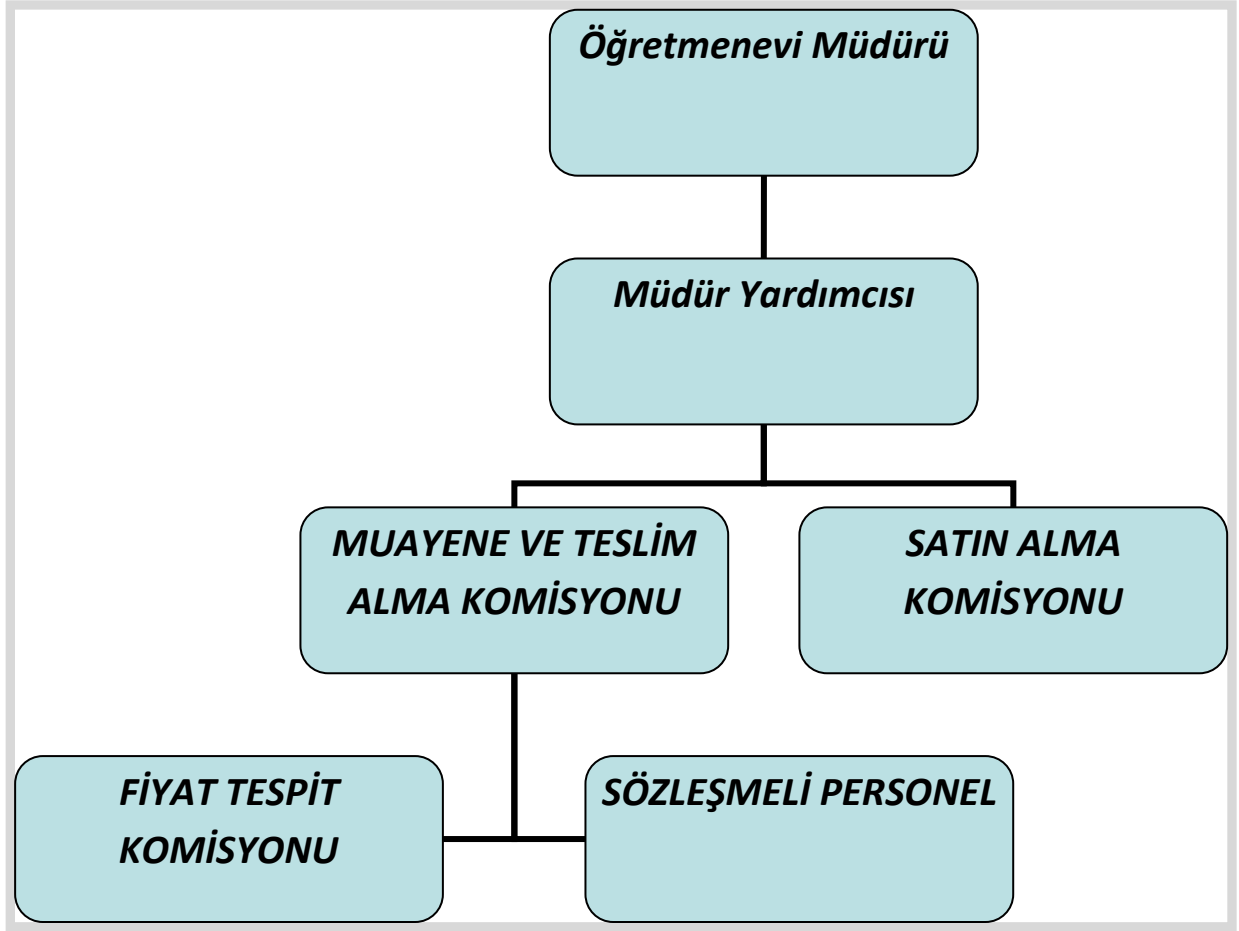 Öğretmenevi Müdürü
Müdür Yardımcısı
MUAYENE VE TESLİM
ALMA KOMİSYONU
SATIN ALMA
KOMİSYONU
FİYAT TESPİT
KOMİSYONU
SÖZLEŞMELİ PERSONEL